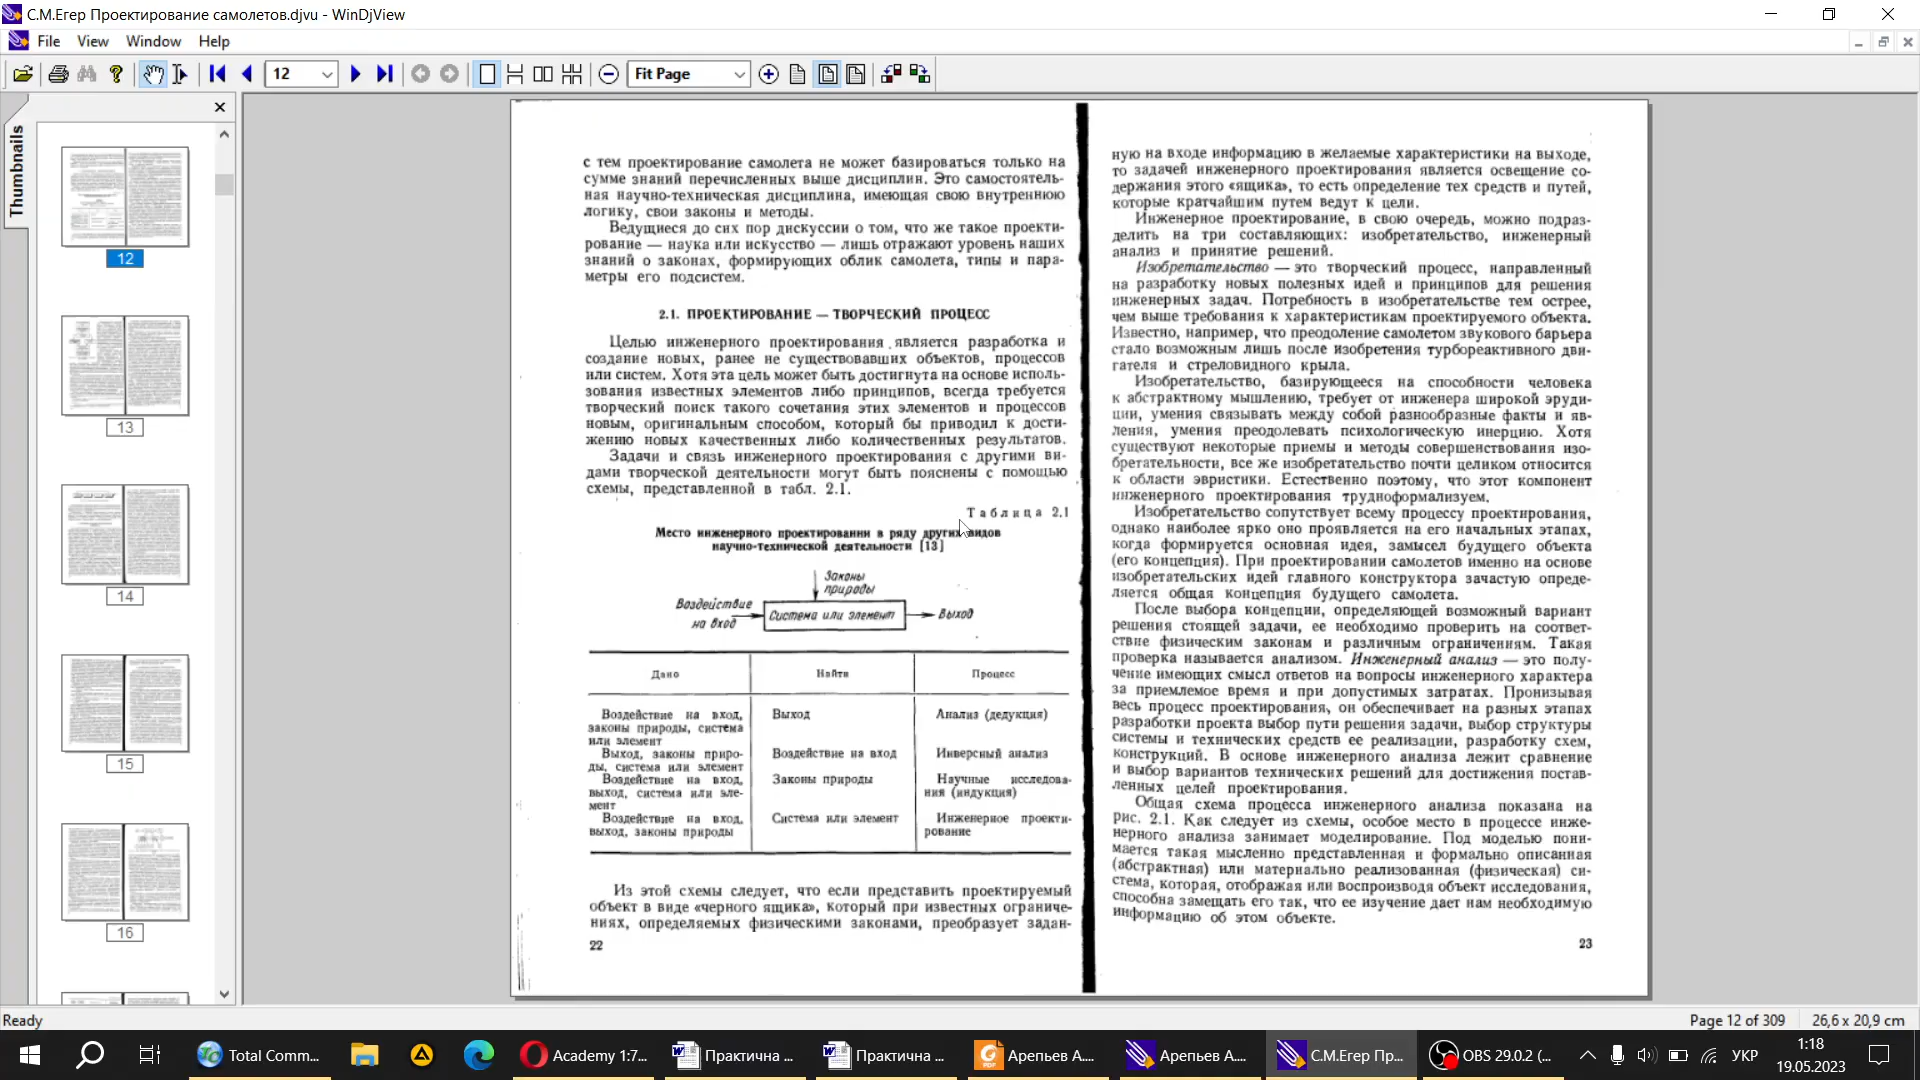 С.М.Егер Проектирование самолетов.djvu - WinDjView
File View Window Help
12
Fit Page
Thumbnails
12
13
14
15
16
с тем проектирование самолета не может базироваться только на
сумме знаний перечисленных выше дисциплин. Это самостоятель-
ная научно-техническая дисциплина, имеющая свою внутреннюю
логику, свои законы и методы.
Ведущиеся до сих пор дискуссии о том, что же такое проекти-
рование — наука или искусство — лишь отражают уровень наших
знаний о законах, формирующих облик самолета, типы и пара-
метры его подсистем.
2.1. ПРОЕКТИРОВАНИЕ — ТВОРЧЕСКИЙ ПРОЦЕСС
Целью инженерного проектирования является разработка и
создание новых, ранее не существовавших объектов, процессов
или систем. Хотя эта цель может быть достигнута на основе исполь-
зования известных элементов либо принципов, всегда требуется
творческий поиск такого сочетания этих элементов и процессов
новым, оригинальным способом, который бы приводил к дости-
жению новых качественных либо количественных результатов.
Задачи и связь инженерного проектирования с другими ви-
дами творческой деятельности могут быть пояснены с помощью
схемы, представленной в табл. 2.1.
Таблица 2.1
Место инженерного проектирования в ряду других видов
научно-технической деятельности [13]
Законы
природы
Воздействие
на вход
Система или элемент
Выход
Дано Найти Процесс
Воздействие на вход, Выход Анализ (дедукция)
законы природы, система
или элемент
Выход, законы приро- Воздействие на вход Инверсный анализ
ды, система или элемент
Воздействие на вход, Законы природы Научные исследова-
выход, система или эле- ния (индукция)
мент
Воздействие на вход, Система или элемент Инженерное проекти-
выход, законы природы рование
Из этой схемы следует, что если представить проектируемый
объект в виде «черного ящика», который при известных ограниче-
ниях, определяемых физическими законами, преобразует задан-
22
ную на входе информацию в желаемые характеристики на выходе,
то задачей инженерного проектирования является освещение со-
держания этого «ящика», то есть определение тех средств и путей,
которые кратчайшим путем ведут к цели.
Инженерное проектирование, в свою очередь, можно подраз-
делить на три составляющих: изобретательство, инженерный
анализ и принятие решений.
Изобретательство — это творческий процесс, направленный
на разработку новых полезных идей и принципов для решения
инженерных задач. Потребность в изобретательстве тем острее,
чем выше требования к характеристикам проектируемого объекта.
Известно, например, что преодоление самолетом звукового барьера
стало возможным лишь после изобретения турбореактивного дви-
гателя и стреловидного крыла.
Изобретательство, базирующееся на способности человека
к абстрактному мышлению, требует от инженера широкой эруди-
ции, умения связывать между собой разнообразные факты и яв-
ления, умения преодолевать психологическую инерцию. Хотя
существуют некоторые приемы и методы совершенствования изо-
бретательности, все же изобретательство почти целиком относится
к области эвристики. Естественно поэтому, что этот компонент
инженерного проектирования трудноформализуем.
Изобретательство сопутствует всему процессу проектирования,
однако наиболее ярко оно проявляется на его начальных этапах,
когда формируется основная идея, замысел будущего объекта
(его концепция). При проектировании самолетов именно на основе
изобретательских идей главного конструктора зачастую опреде-
ляется общая концепция будущего самолета.
После выбора концепции, определяющей возможный вариант
решения стоящей задачи, ее необходимо проверить на соответ-
ствие физическим законам и различным ограничениям. Такая
проверка называется анализом. Инженерный анализ — это полу-
чение имеющих смысл ответов на вопросы инженерного характера
за приемлемое время и при допустимых затратах. Пронизывая
весь процесс проектирования, он обеспечивает на разных этапах
разработки проекта выбор пути решения задачи, выбор структуры
системы и технических средств ее реализации, разработку схем,
конструкций. В основе инженерного анализа лежит сравнение
и выбор вариантов технических решений для достижения постав-
ленных целей проектирования.
Общая схема процесса инженерного анализа показана на
рис. 2.1. Как следует из схемы, особое место в процессе инже-
нерного анализа занимает моделирование. Под моделью пони-
мается такая мысленно представленная и формально описанная
(абстрактная) или материально реализованная (физическая) си-
стема, которая, отображая или воспроизводя объект исследования,
способна замещать его так, что ее изучение дает нам необходимую
информацию об этом объекте.
23
Ready
Page 12 of 309 26,6 x 20,9 cm
Total Comm... Academy 1:7... Практична ... Практична ... Арепьев А.... Арепьев А.... С.М.Егер Пр... OBS 29.0.2 (... УКР 1:18
19.05.2023